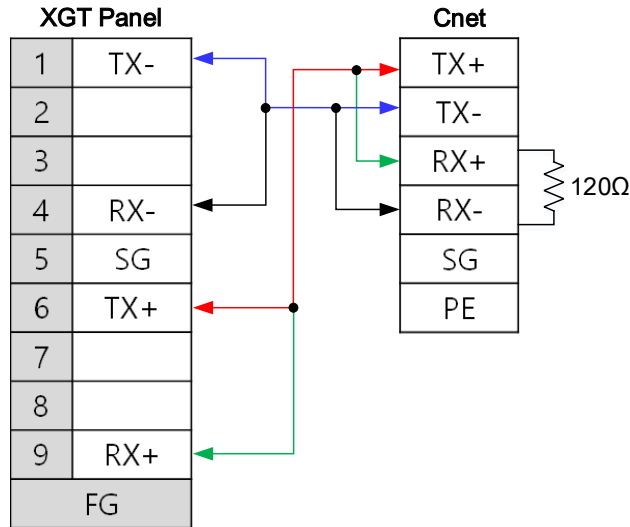 XGT Panel
1 TX-
2
3
4 RX-
5 SG
6 TX+
7
8
9 RX+
FG
Cnet
TX+
TX-
RX+
RX-
SG
PE
120Ω